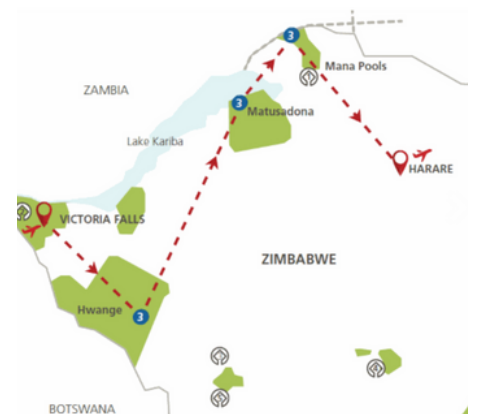 3
Mana Pools
ZAMBIA
3
Matusadona
Lake Kariba
HARARE
VICTORIA FALLS
ZIMBABWE
Hwange
3
BOTSWANA